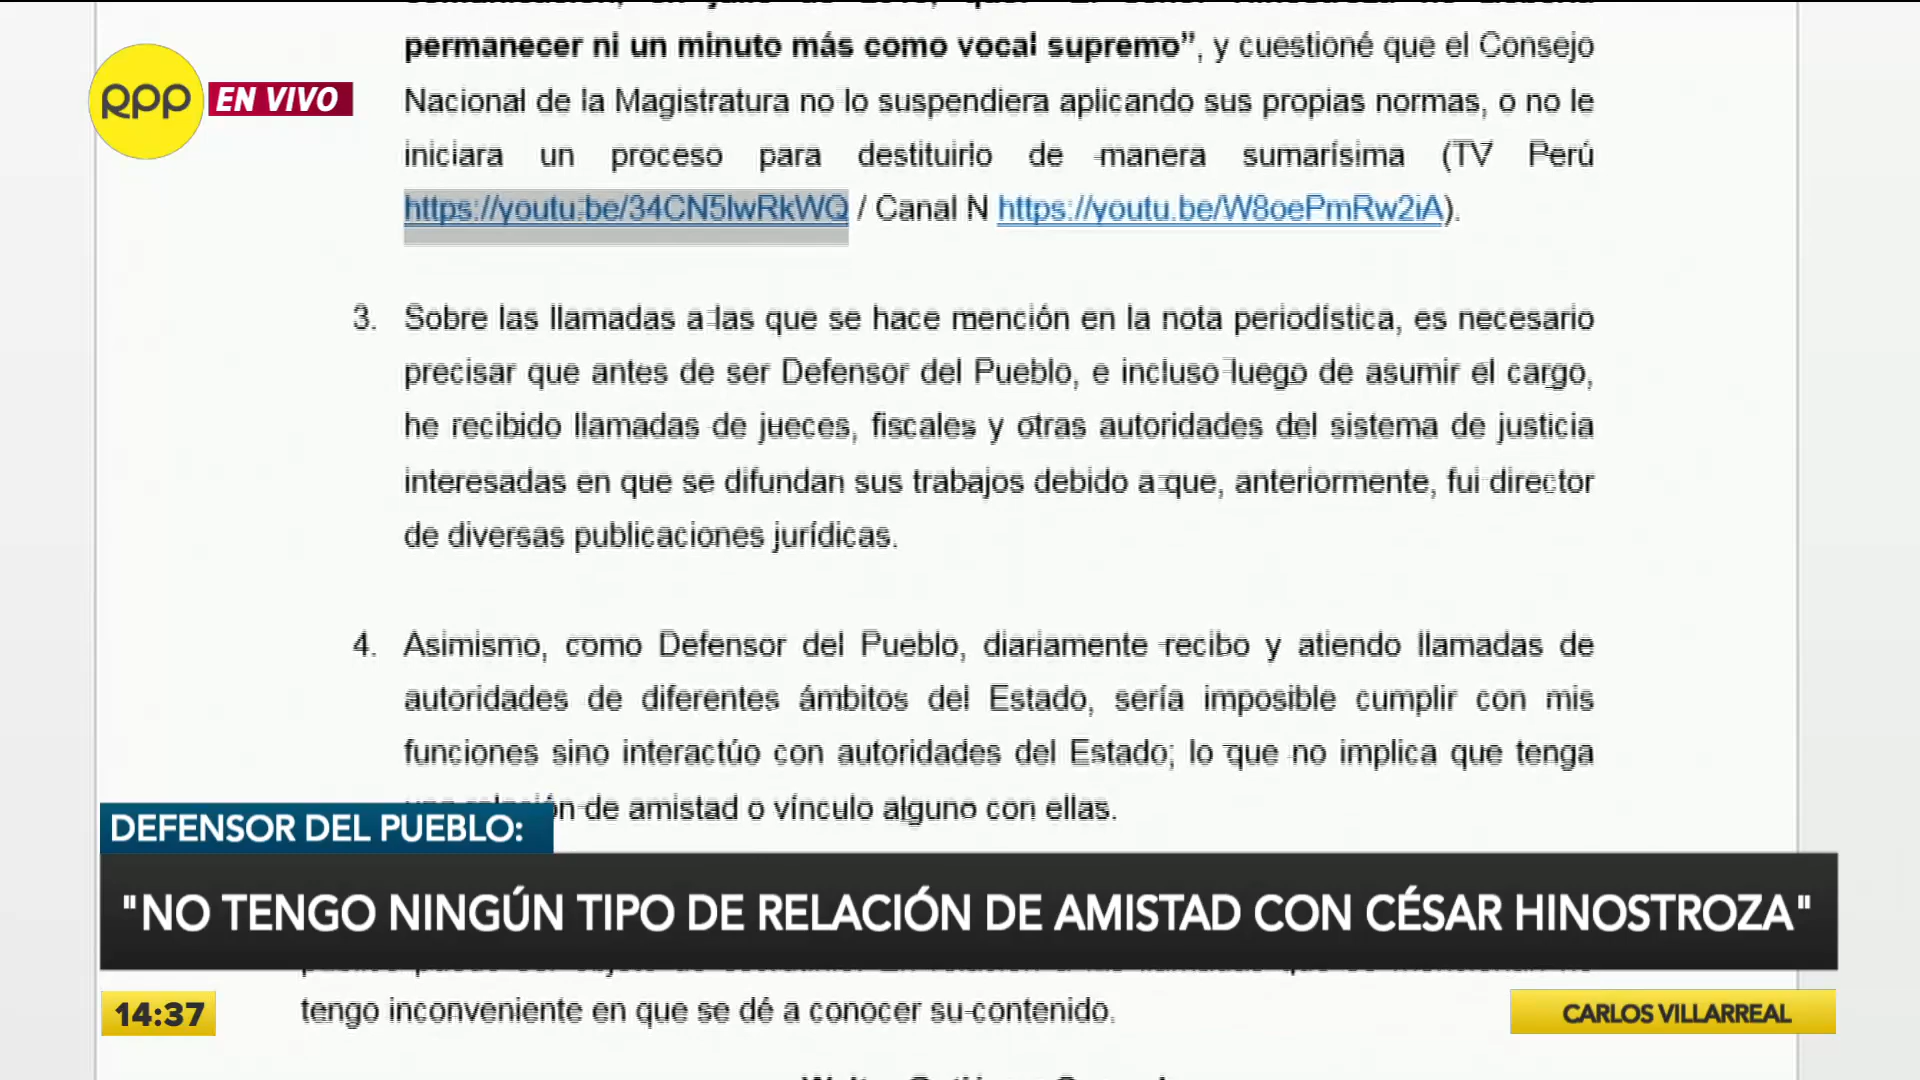 permanecer ni un minuto más como vocal supremo”, y cuestioné que el Consejo
Nacional de la Magistratura no lo suspendiera aplicando sus propias normas, o no le
iniciara un proceso para destituirlo de manera sumarísima (TV Perú
https://youtu.be/34CN5lwRkWQ / Canal N https://youtu.be/W8oePmRw2iA).
RPP EN VIVO
3. Sobre las llamadas a las que se hace mención en la nota periodística, es necesario
precisar que antes de ser Defensor del Pueblo, e incluso luego de asumir el cargo,
he recibido llamadas de jueces, fiscales y otras autoridades del sistema de justicia
interesadas en que se difundan sus trabajos debido a que, anteriormente, fui director
de diversas publicaciones jurídicas.
4. Asimismo, como Defensor del Pueblo, diariamente recibo y atiendo llamadas de
autoridades de diferentes ámbitos del Estado, sería imposible cumplir con mis
funciones sino interactúo con autoridades del Estado; lo que no implica que tenga
de amistad o vínculo alguno con ellas.
DEFENSOR DEL PUEBLO:
"NO TENGO NINGÚN TIPO DE RELACIÓN DE AMISTAD CON CÉSAR HINOSTROZA"
tengo inconveniente en que se dé a conocer su contenido.
14:37
CARLOS VILLARREAL